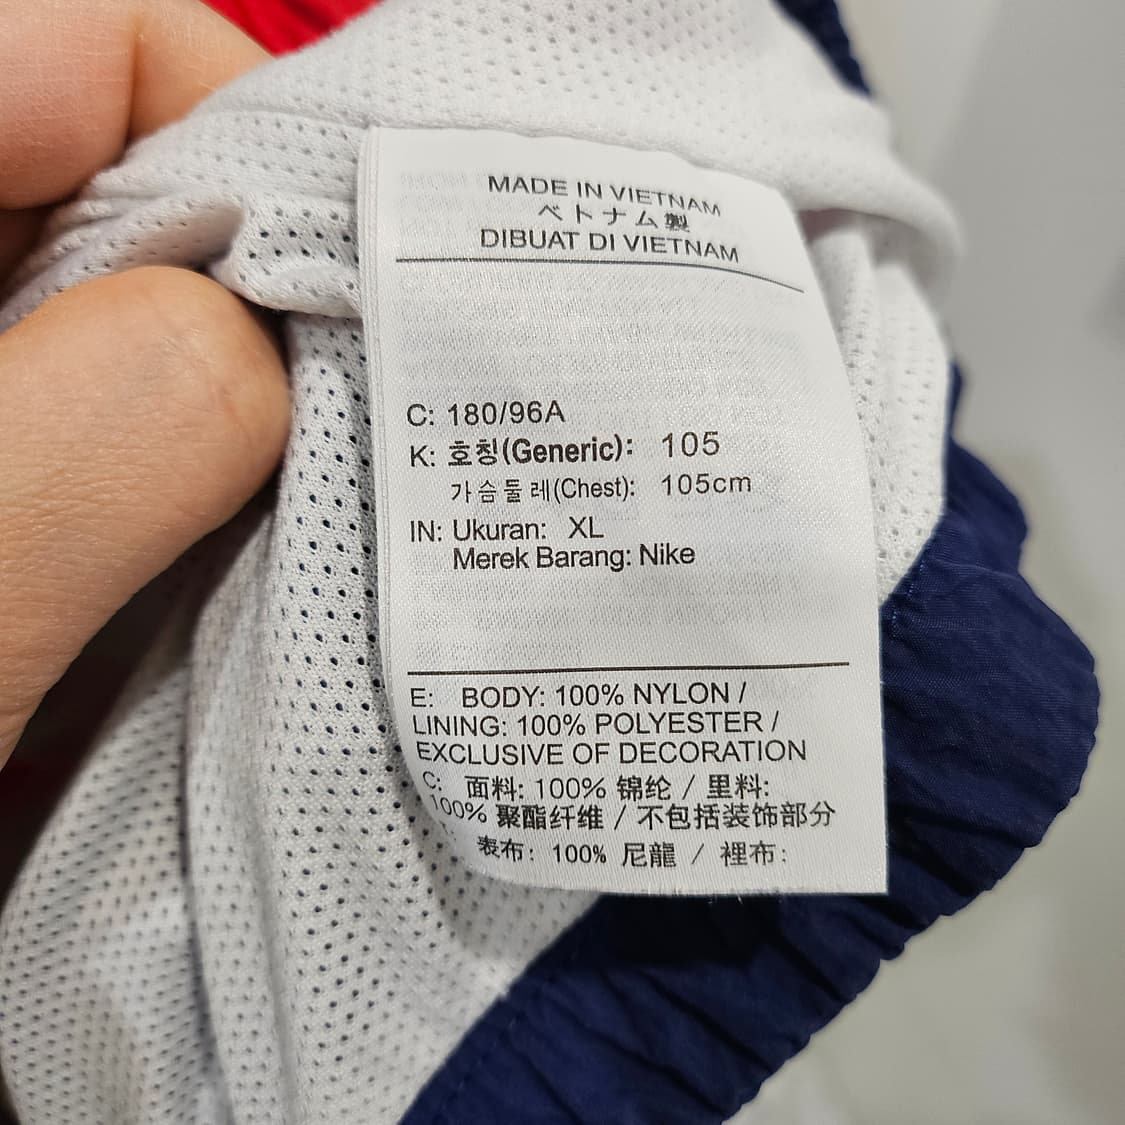 MADE IN VIETNAM
ベトナム製
DIBUAT DI VIETNAM
C: 180/96A
K: 호칭(Generic): 105
가슴둘레(Chest): 105cm
IN: Ukuran: XL
Merek Barang: Nike
E: BODY: 100% NYLON /
LINING: 100% POLYESTER /
EXCLUSIVE OF DECORATION
C: 面料: 100% 锦纶 / 里料:
100% 聚酯纤维 / 不包括装饰部分
表布: 100% 尼龍 / 裡布: